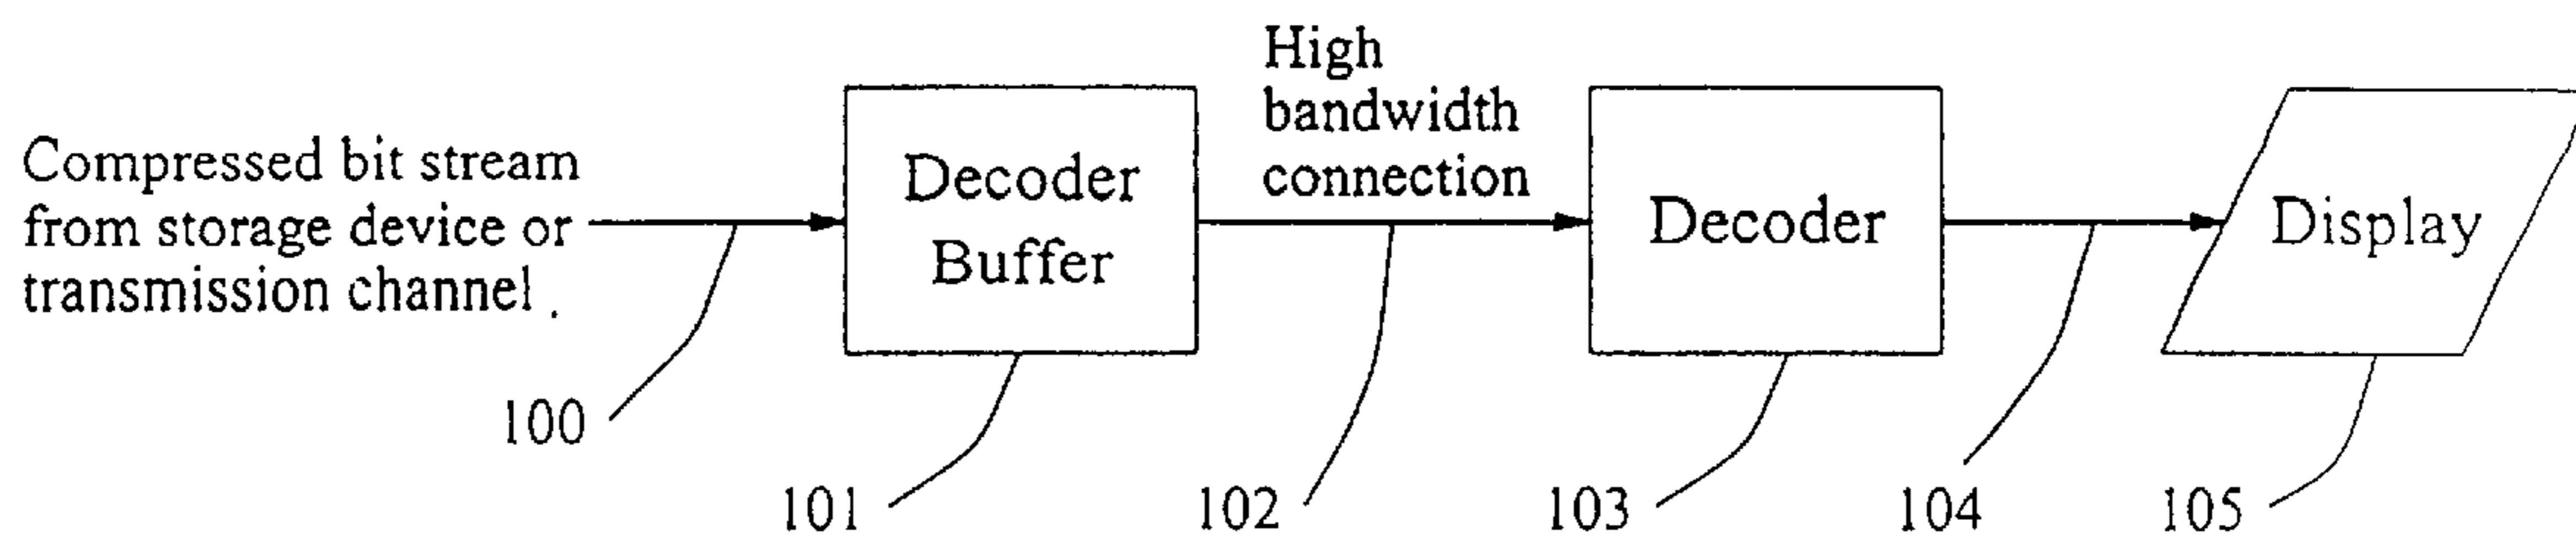 Compressed bit stream
from storage device or
transmission channel .
100
Decoder
Buffer
101
High
bandwidth
connection
102
Decoder
103
104
Display
105